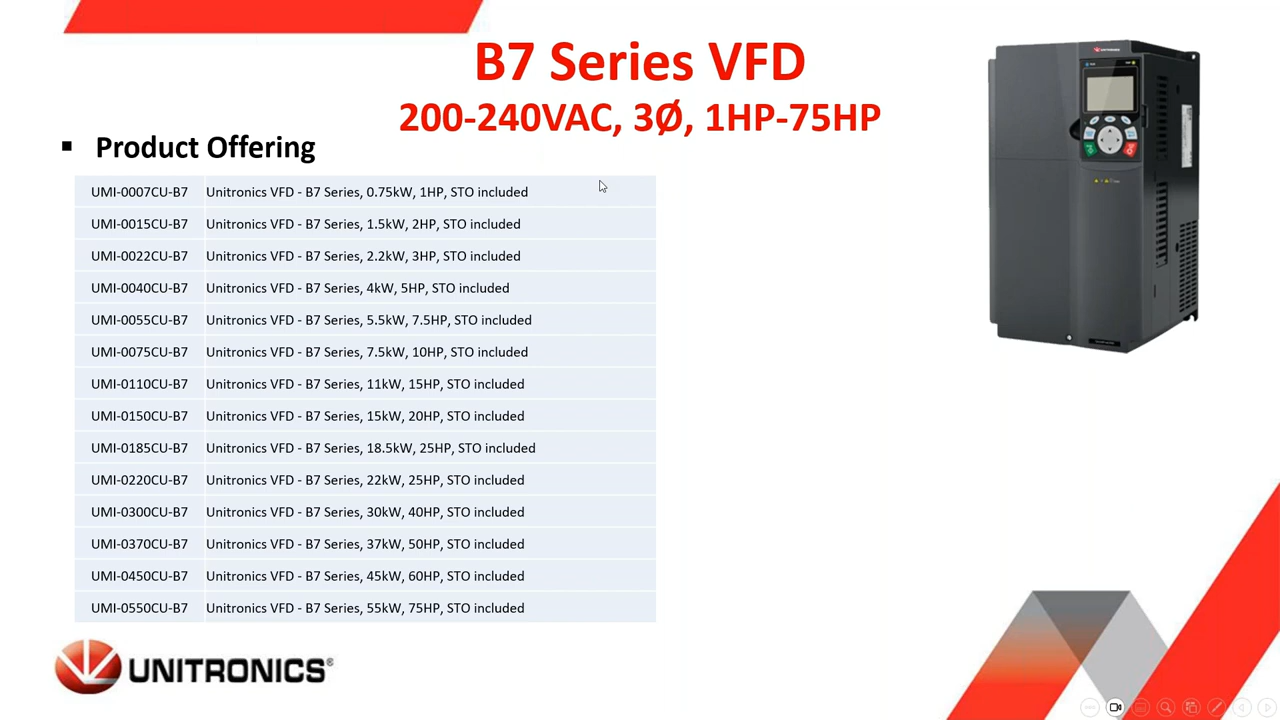 B7 Series VFD
200-240VAC, 3Ø, 1HP-75HP
▪ Product Offering
UMI-0007CU-B7 Unitronics VFD - B7 Series, 0.75kW, 1HP, STO included
UMI-0015CU-B7 Unitronics VFD - B7 Series, 1.5kW, 2HP, STO included
UMI-0022CU-B7 Unitronics VFD - B7 Series, 2.2kW, 3HP, STO included
UMI-0040CU-B7 Unitronics VFD - B7 Series, 4kW, 5HP, STO included
UMI-0055CU-B7 Unitronics VFD - B7 Series, 5.5kW, 7.5HP, STO included
UMI-0075CU-B7 Unitronics VFD - B7 Series, 7.5kW, 10HP, STO included
UMI-0110CU-B7 Unitronics VFD - B7 Series, 11kW, 15HP, STO included
UMI-0150CU-B7 Unitronics VFD - B7 Series, 15kW, 20HP, STO included
UMI-0185CU-B7 Unitronics VFD - B7 Series, 18.5kW, 25HP, STO included
UMI-0220CU-B7 Unitronics VFD - B7 Series, 22kW, 25HP, STO included
UMI-0300CU-B7 Unitronics VFD - B7 Series, 30kW, 40HP, STO included
UMI-0370CU-B7 Unitronics VFD - B7 Series, 37kW, 50HP, STO included
UMI-0450CU-B7 Unitronics VFD - B7 Series, 45kW, 60HP, STO included
UMI-0550CU-B7 Unitronics VFD - B7 Series, 55kW, 75HP, STO included
UNITRONICS®